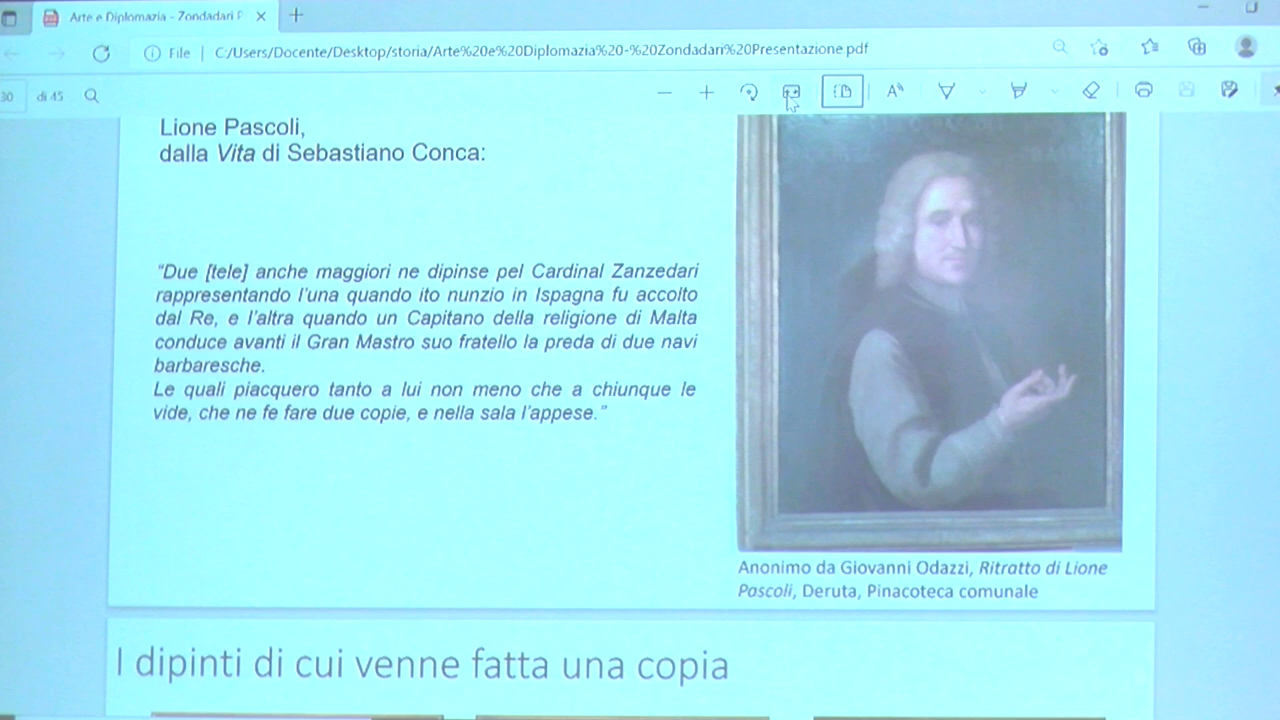 Arte e Diplomazia - Zondadari P
File
C:/Users/Docente/Desktop/storia/Arte%20e%20Diplomazia%20-%20Zondadari%20Presentazione.pdf
30 di 45
Lione Pascoli,
dalla Vita di Sebastiano Conca:
“Due [tele] anche maggiori ne dipinse pel Cardinal Zanzedari
rappresentando l'una quando ito nunzio in Ispagna fu accolto
dal Re, e l'altra quando un Capitano della religione di Malta
conduce avanti il Gran Mastro suo fratello la preda di due navi
barbaresche.
Le quali piacquero tanto a lui non meno che a chiunque le
vide, che ne fe fare due copie, e nella sala l'appese.”
Anonimo da Giovanni Odazzi, Ritratto di Lione
Pascoli, Deruta, Pinacoteca comunale
I dipinti di cui venne fatta una copia